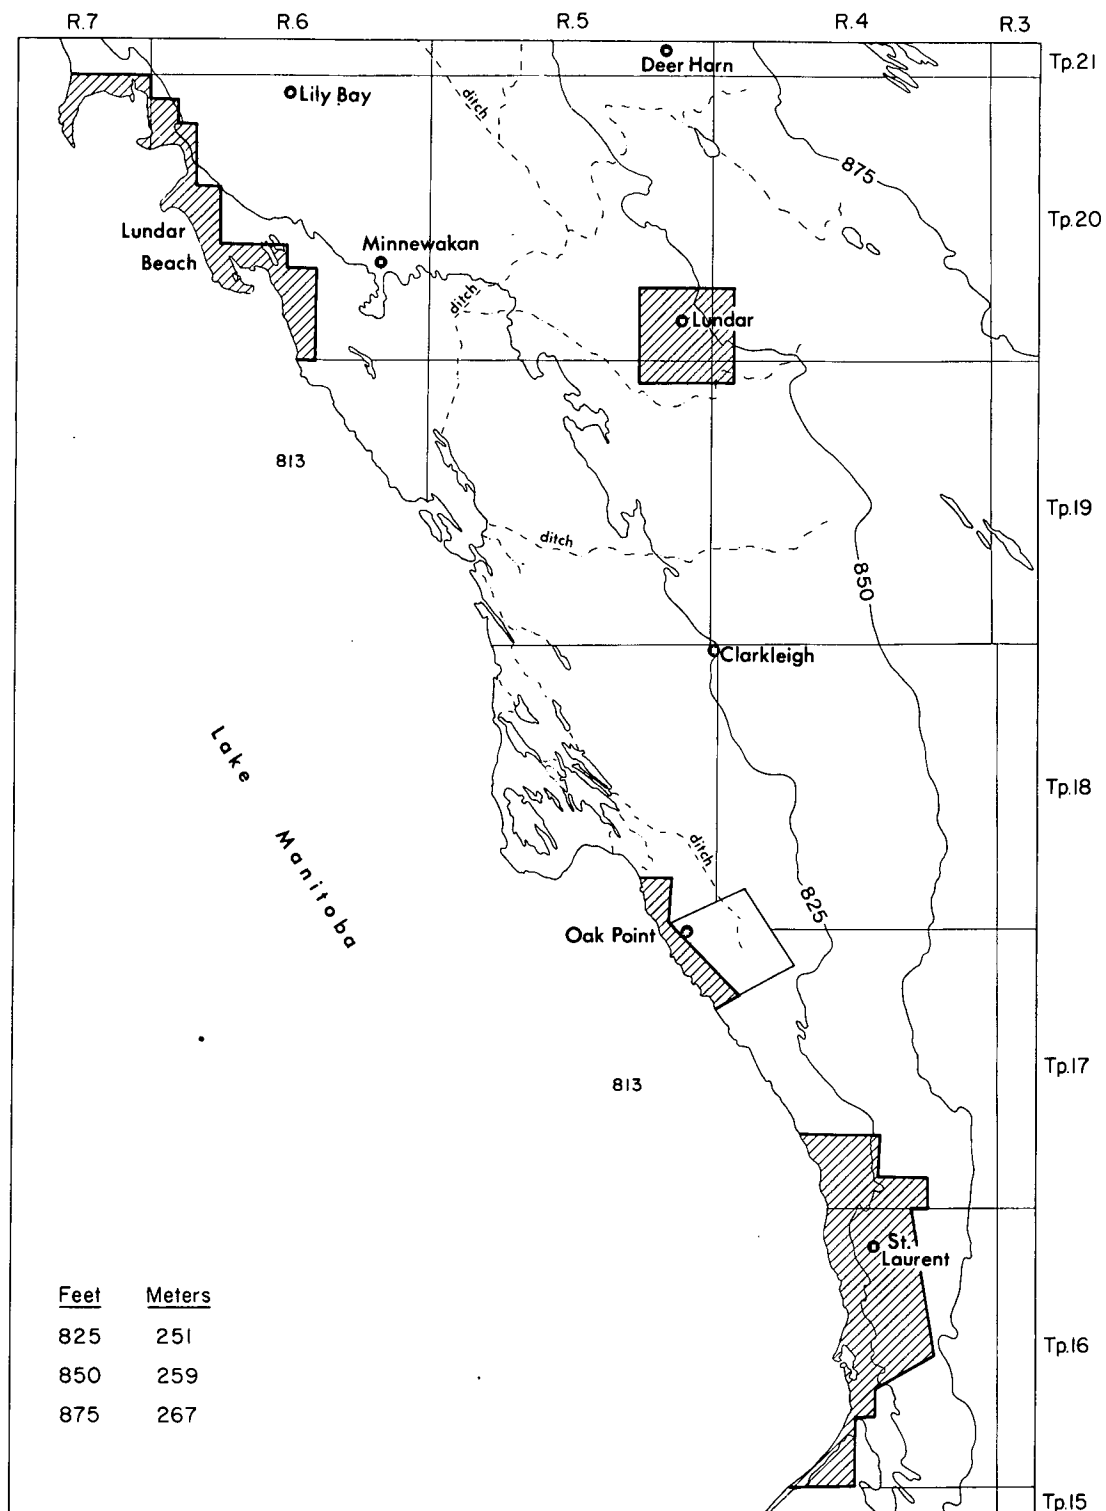 R.7 R.6 R.5 R.4 R.3
Tp.21
Deer Harn
ditch
Lily Bay
875
Tp.20
Lundar
Beach
Minnewakan
ditch
Lundar
813
Tp.19
ditch
850
Clarkleigh
Lake
Manitoba
Tp.18
ditch
825
Oak Point
Tp.17
813
St.
Laurent
Feet Meters
825 251
850 259
875 267
Tp.16
Tp.15